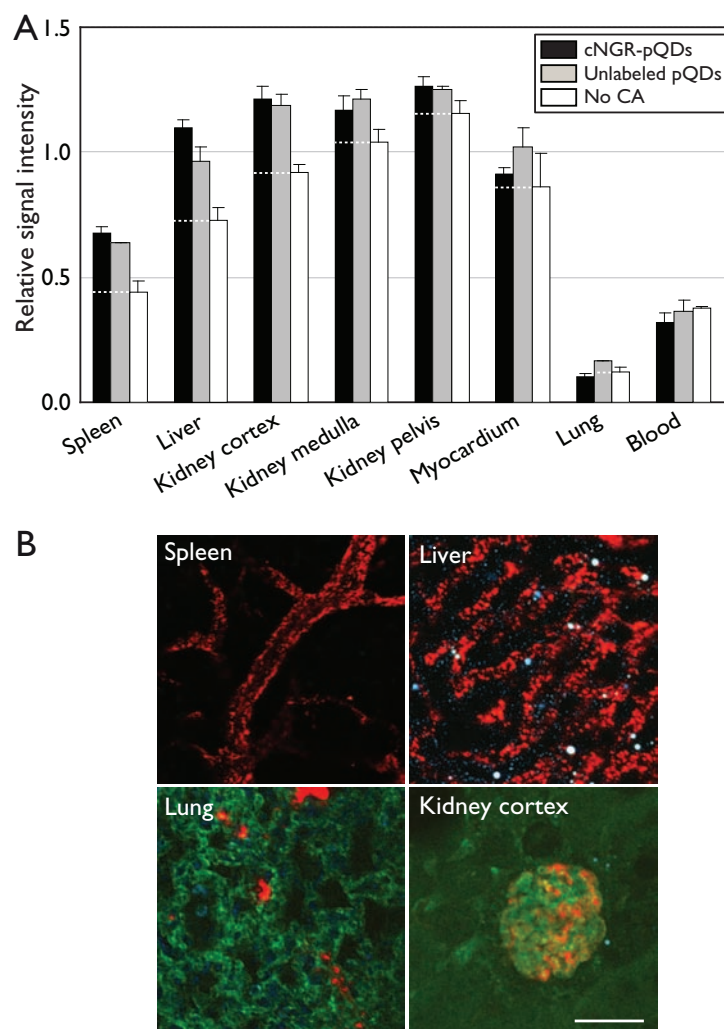 A
1.5
1.0
0.5
0.0
Relative signal intensity
cNGR-pQDs
Unlabeled pQDs
No CA
Spleen
Liver
Kidney cortex
Kidney medulla
Kidney pelvis
Myocardium
Lung
Blood
B
Spleen
Liver
Lung
Kidney cortex